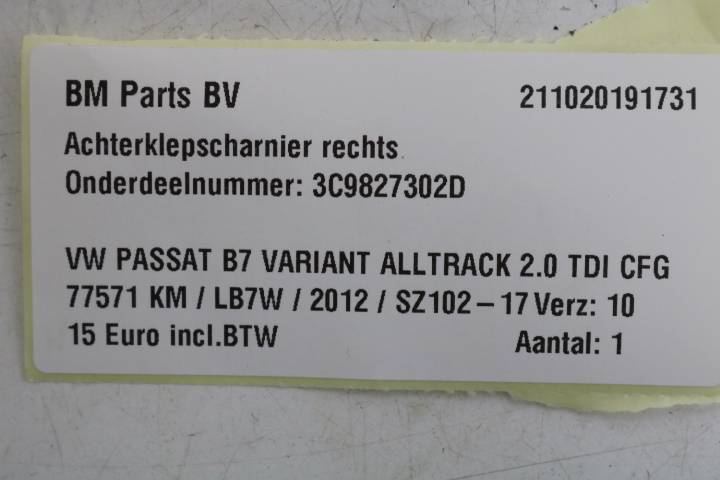 BM Parts BV 211020191731
Achterklepscharnier rechts
Onderdeelnummer: 3C9827302D
VW PASSAT B7 VARIANT ALLTRACK 2.0 TDI CFG
77571 KM / LB7W / 2012 / SZ102-17 Verz: 10
15 Euro incl.BTW Aantal: 1